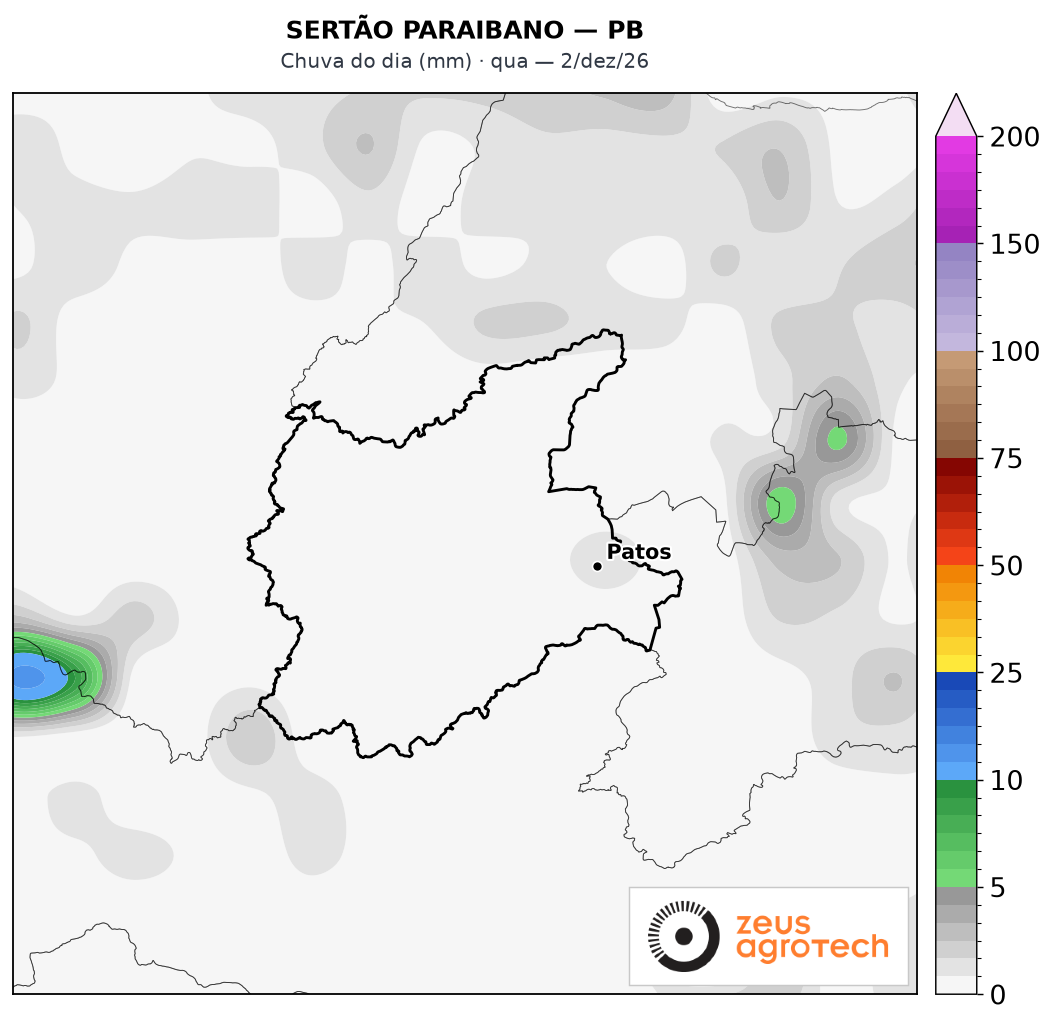 SERTÃO PARAIBANO — PB
Chuva do dia (mm) · qua — 2/dez/26
200
150
100
75
50
25
10
5
0
Patos
zeus
agrotech